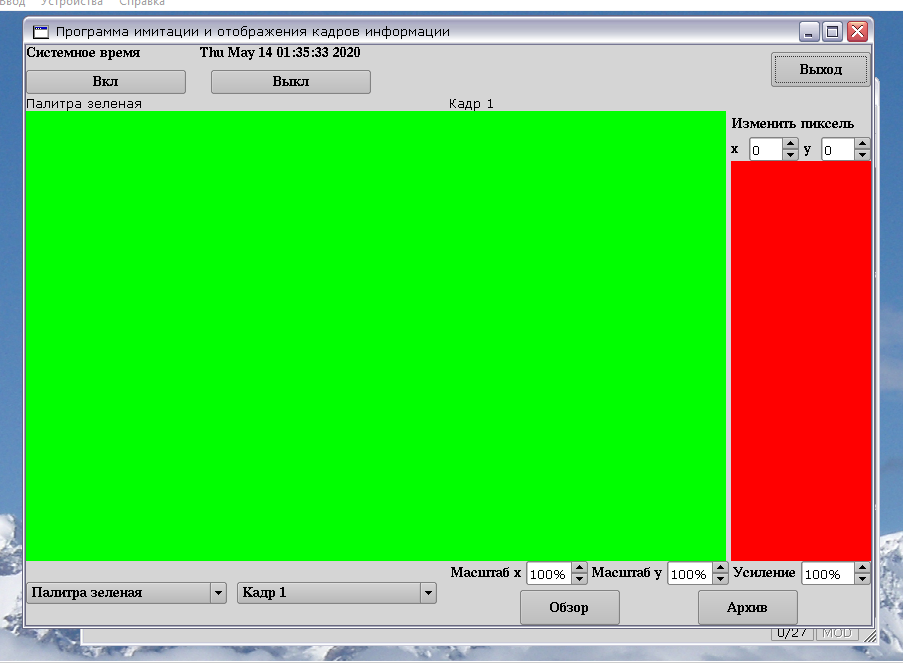 Ввод Устройства Справка
Программа имитации и отображения кадров информации
Системное время Thu May 14 01:35:33 2020
Вкл Выкл Выход
Палитра зеленая Кадр 1
Изменить пиксель
x 0 y 0
Масштаб x 100% Масштаб y 100% Усиление 100%
Палитра зеленая Кадр 1
Обзор Архив
0/27 MOD